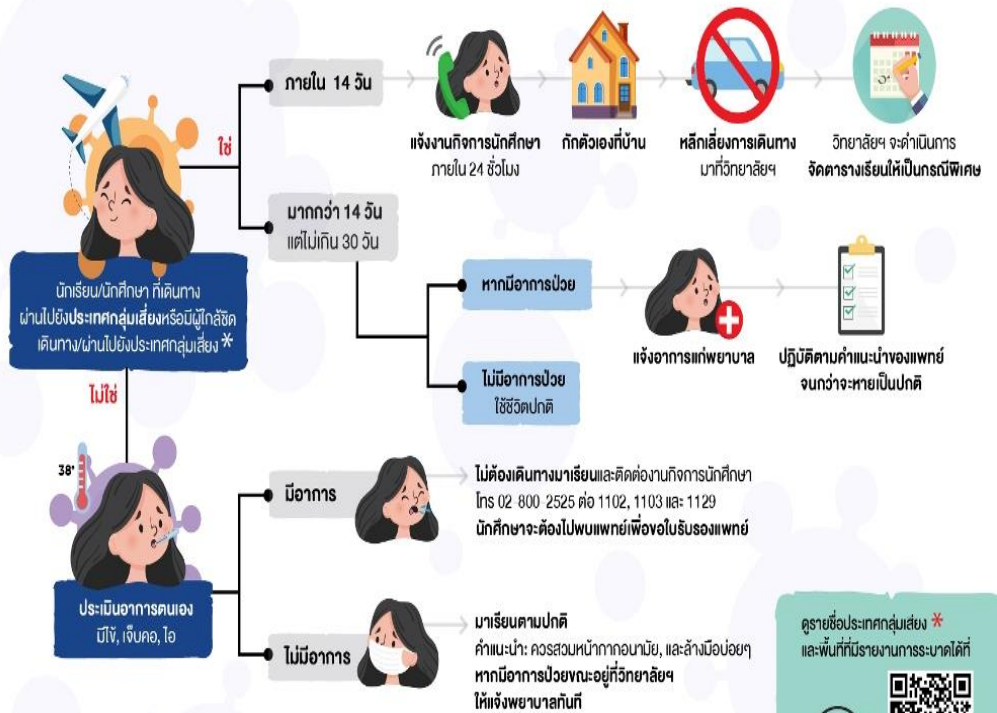 ภายใน 14 วัน
ใช่
แจ้งงานกิจการนักศึกษา
ภายใน 24 ชั่วโมง
กักตัวเองที่บ้าน
หลีกเลี่ยงการเดินทาง
มาที่วิทยาลัยฯ
วิทยาลัยฯ จะดำเนินการ
จัดตารางเรียนให้เป็นกรณีพิเศษ
มากกว่า 14 วัน
แต่ไม่เกิน 30 วัน
นักเรียน/นักศึกษา ที่เดินทาง
ผ่านไปยังประเทศกลุ่มเสี่ยงหรือมีผู้ใกล้ชิด
เดินทาง/ผ่านไปยังประเทศกลุ่มเสี่ยง *
หากมีอาการป่วย
แจ้งอาการแก่พยาบาล
ปฏิบัติตามคำแนะนำของแพทย์
จนกว่าจะหายเป็นปกติ
ไม่มีอาการป่วย
ใช้ชีวิตปกติ
ไม่ใช่
38°
ประเมินอาการตนเอง
มีไข้, เจ็บคอ, ไอ
มีอาการ
ไม่ต้องเดินทางมาเรียนและติดต่องานกิจการนักศึกษา
โทร 02-800-2525 ต่อ 1102, 1103 และ 1129
นักศึกษาจะต้องไปพบแพทย์เพื่อขอใบรับรองแพทย์
ไม่มีอาการ
มาเรียนตามปกติ
คำแนะนำ: ควรสวมหน้ากากอนามัย, และล้างมือบ่อยๆ
หากมีอาการป่วยขณะอยู่ที่วิทยาลัยฯ
ให้แจ้งพยาบาลทันที
ดูรายชื่อประเทศกลุ่มเสี่ยง *
และพื้นที่ที่มีรายงานการระบาดได้ที่